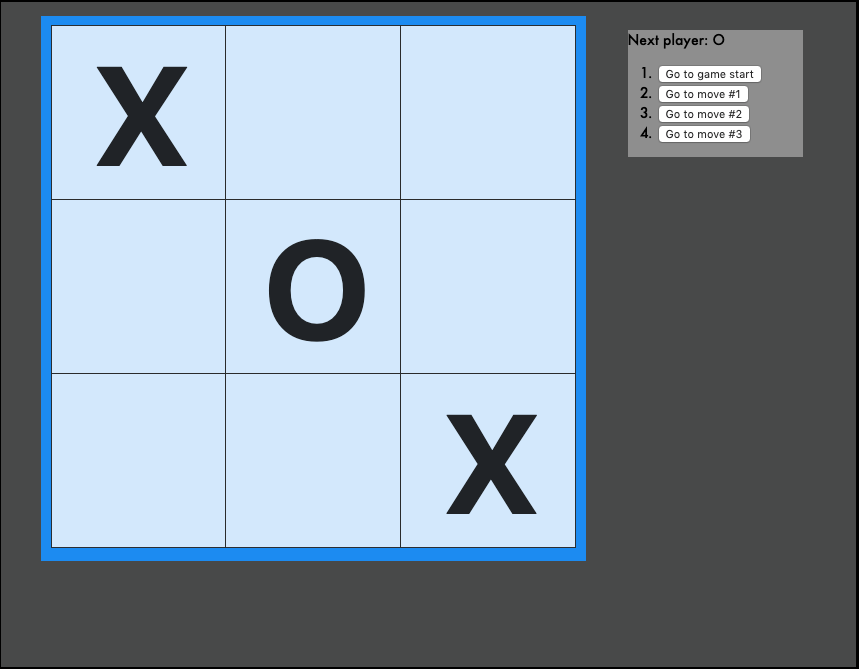 X
O
X
Next player: O
1. Go to game start
2. Go to move #1
3. Go to move #2
4. Go to move #3